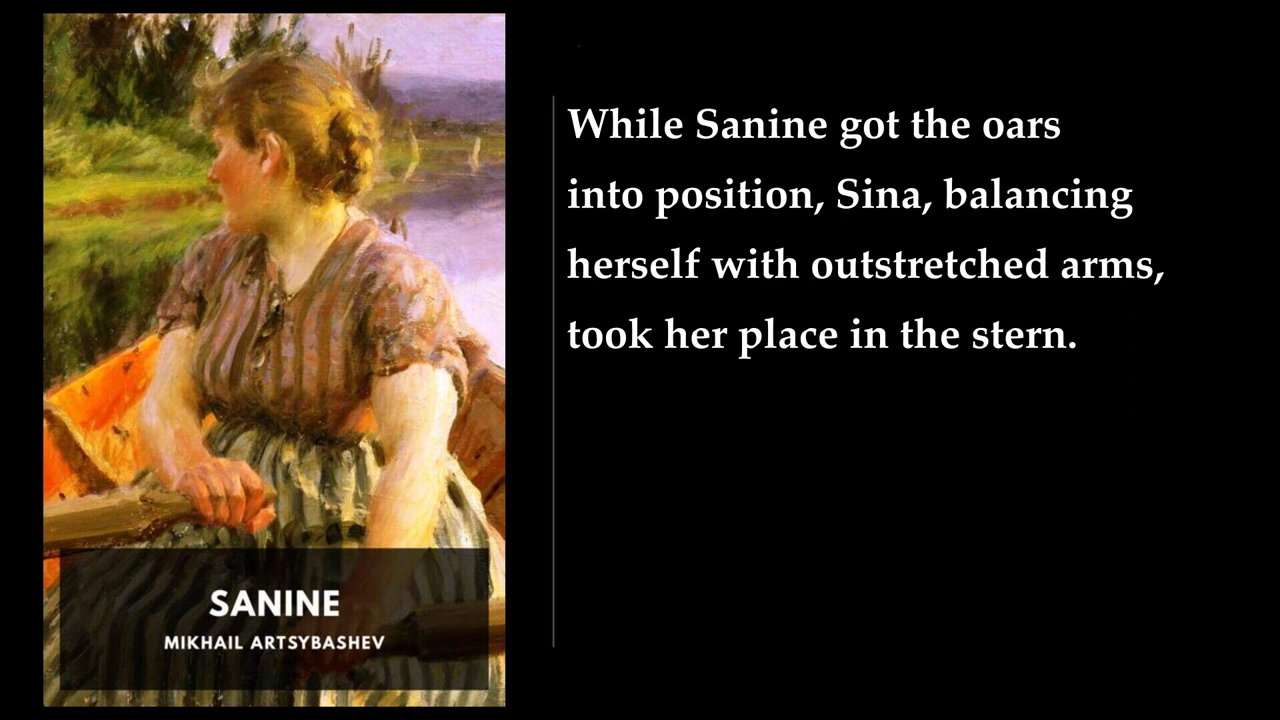 SANINE
MIKHAIL ARTSYBASHEV
While Sanine got the oars
into position, Sina, balancing
herself with outstretched arms,
took her place in the stern.